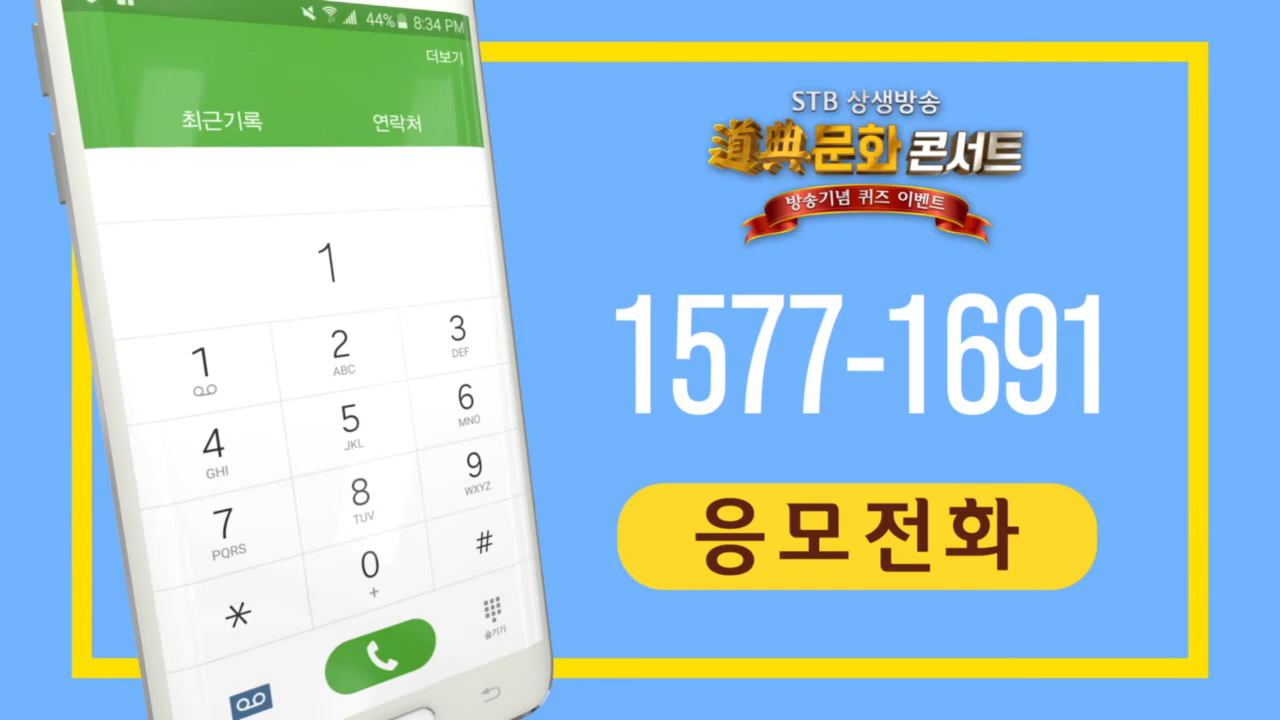 44% 8:34 PM
더보기
최근기록 연락처
1
1 2 ABC 3 DEF
4 GHI 5 JKL 6 MNO
7 PQRS 8 TUV 9 WXYZ
* 0 + #
숨기기
STB 상생방송
道典문화 콘서트
방송기념 퀴즈 이벤트
1577-1691
응모전화